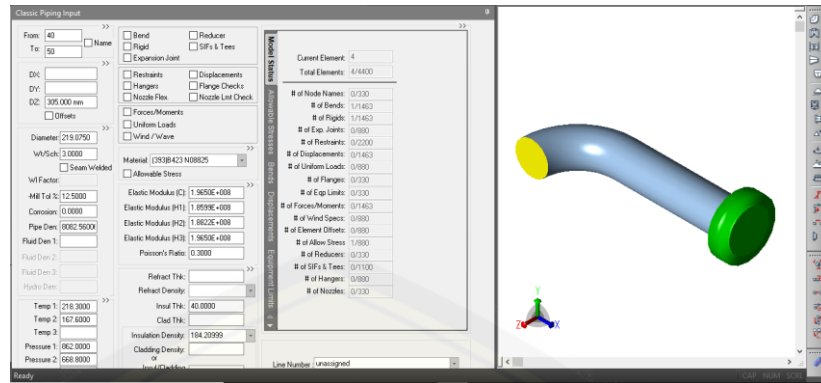 Classic Piping Input
From: 40
To: 50
Name
DX:
DY:
DZ: 305.000 mm
Offsets
Diameter: 219.0750
Wt/Sch: 3.0000
Seam Welded
Wl Factor:
-Mill Tol %: 12.5000
Corrosion: 0.0000
Pipe Den: 8082.5600
Fluid Den 1:
Fluid Den 2:
Fluid Den 3:
Hydro Den:
Temp 1: 218.3000
Temp 2: 167.6000
Temp 3:
Pressure 1: 862.0000
Pressure 2: 668.8000
Bend
Reducer
Rigid
SIFs & Tees
Expansion Joint
Restraints
Displacements
Hangers
Flange Checks
Nozzle Flex.
Nozzle Lmt Check
Forces/Moments
Uniform Loads
Wind / Wave
Material: (393)B423 N08825
Allowable Stress
Elastic Modulus (C): 1.9650E+008
Elastic Modulus (H1): 1.8599E+008
Elastic Modulus (H2): 1.8822E+008
Elastic Modulus (H3): 1.9650E+008
Poisson's Ratio: 0.3000
Refract Thk:
Refract Density:
Insul Thk: 40.0000
Clad Thk:
Insulation Density: 184.20999
Cladding Density:
or
Insul/Cladding
Model Status
Allowable Stresses
Bends
Displacements
Equipment Limits
Current Element: 4
Total Elements: 4/4400
# of Node Names: 0/330
# of Bends: 1/1463
# of Rigids: 1/1463
# of Exp. Joints: 0/880
# of Restraints: 0/2200
# of Displacements: 0/1463
# of Uniform Loads: 0/880
# of Flanges: 0/330
# of Eqp Limits: 0/330
# of Forces/Moments: 0/1463
# of Wind Specs: 0/880
# of Element Offsets: 0/880
# of Allow Stress 1/880
# of Reducers: 0/330
# of SIFs & Tees: 0/1100
# of Hangers: 0/880
# of Nozzles: 0/330
Line Number: unassigned
Y
Z
X
Ready
CAP NUM SCRL